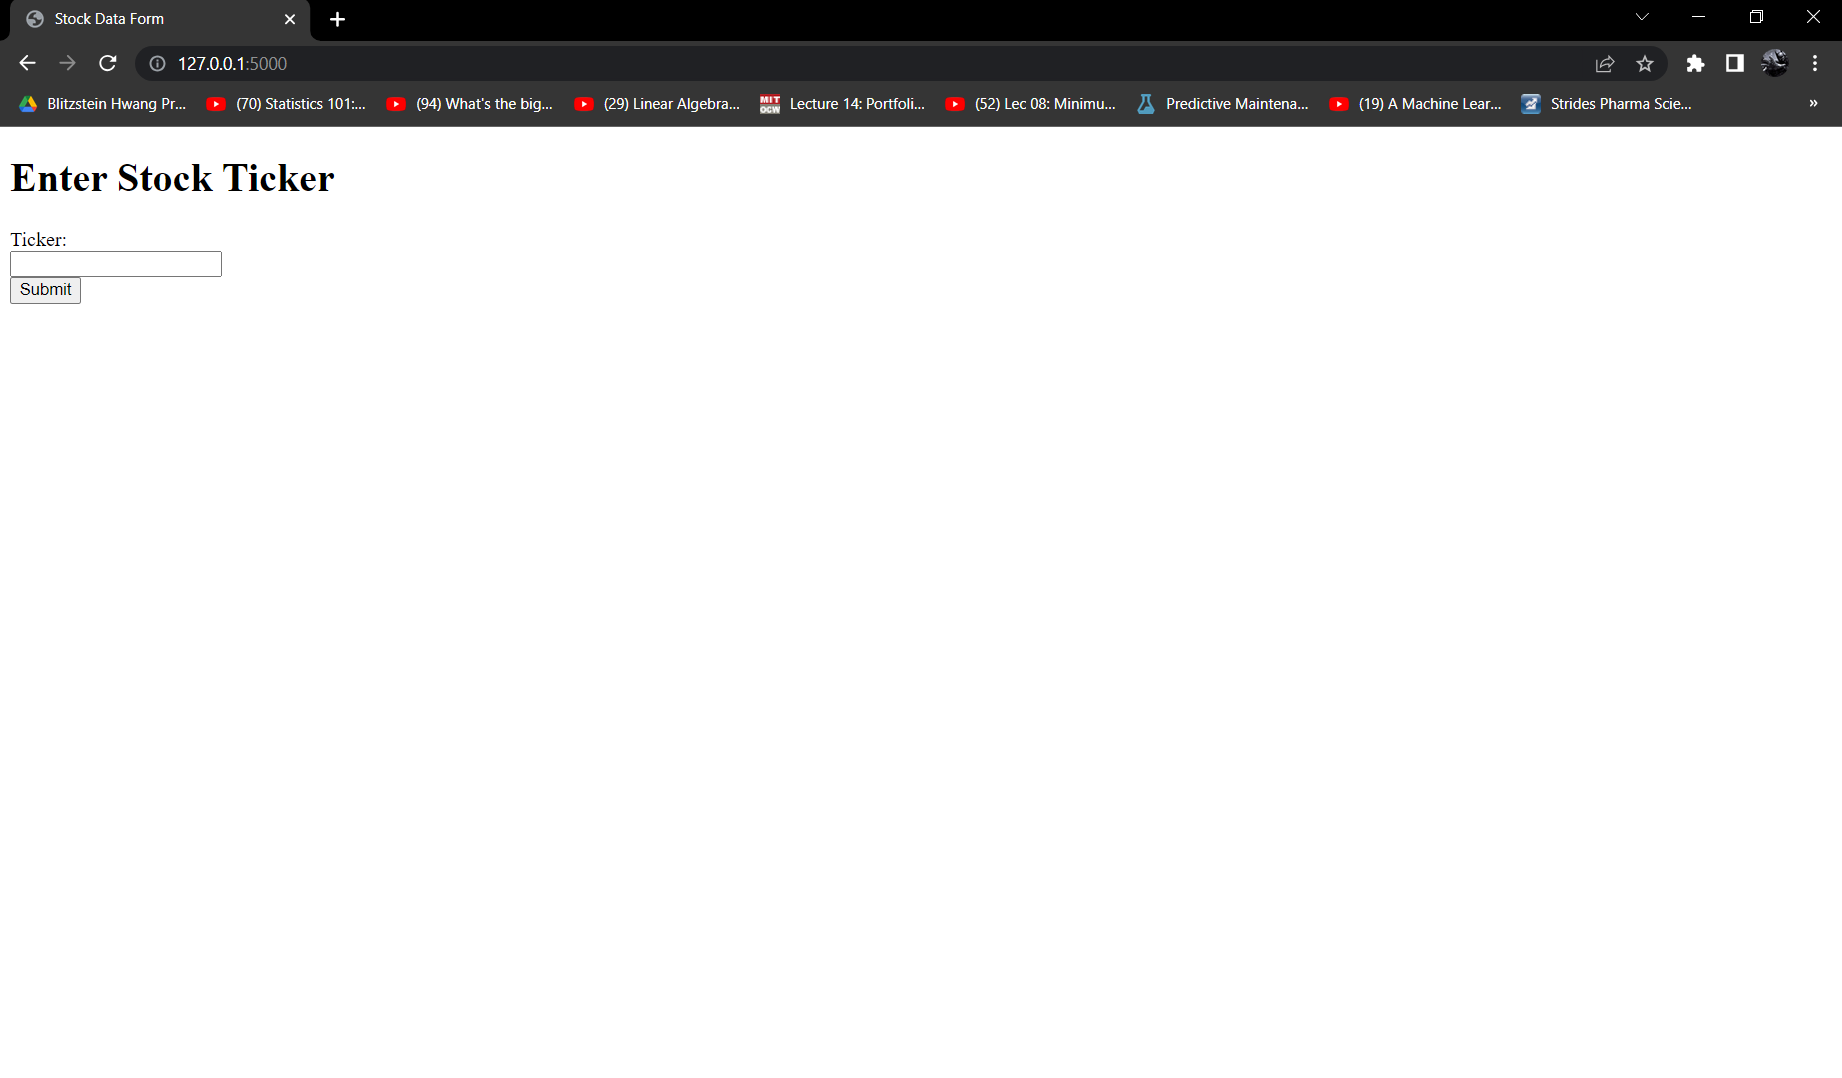 Stock Data Form
127.0.0.1:5000
Blitzstein Hwang Pr... (70) Statistics 101:... (94) What's the big... (29) Linear Algebra... MIT OCW Lecture 14: Portfoli... (52) Lec 08: Minimu... Predictive Maintena... (19) A Machine Lear... Strides Pharma Scie... »
Enter Stock Ticker
Ticker:
Submit